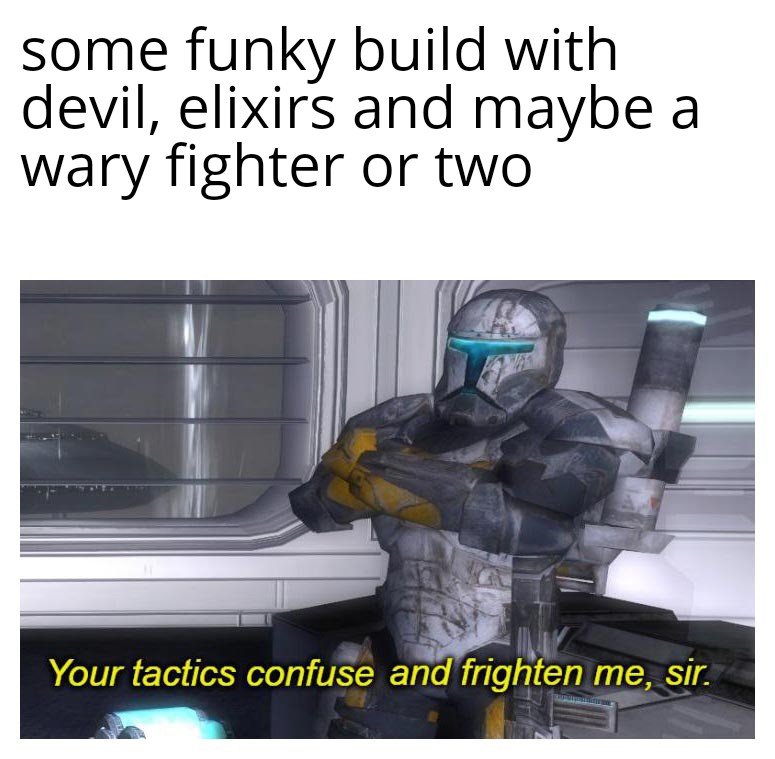 some funky build with
devil, elixirs and maybe a
wary fighter or two
Your tactics confuse and frighten me, sir.